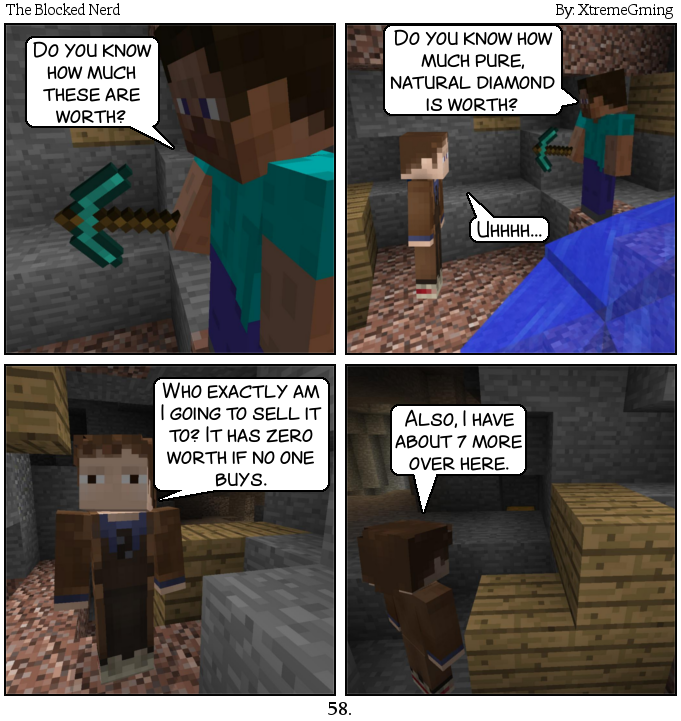 The Blocked Nerd
By: XtremeGming
DO YOU KNOW
HOW MUCH
THESE ARE
WORTH?
DO YOU KNOW HOW
MUCH PURE,
NATURAL DIAMOND
IS WORTH?
UHHHH...
WHO EXACTLY AM
I GOING TO SELL IT
TO? IT HAS ZERO
WORTH IF NO ONE
BUYS.
ALSO, I HAVE
ABOUT 7 MORE
OVER HERE.
58.